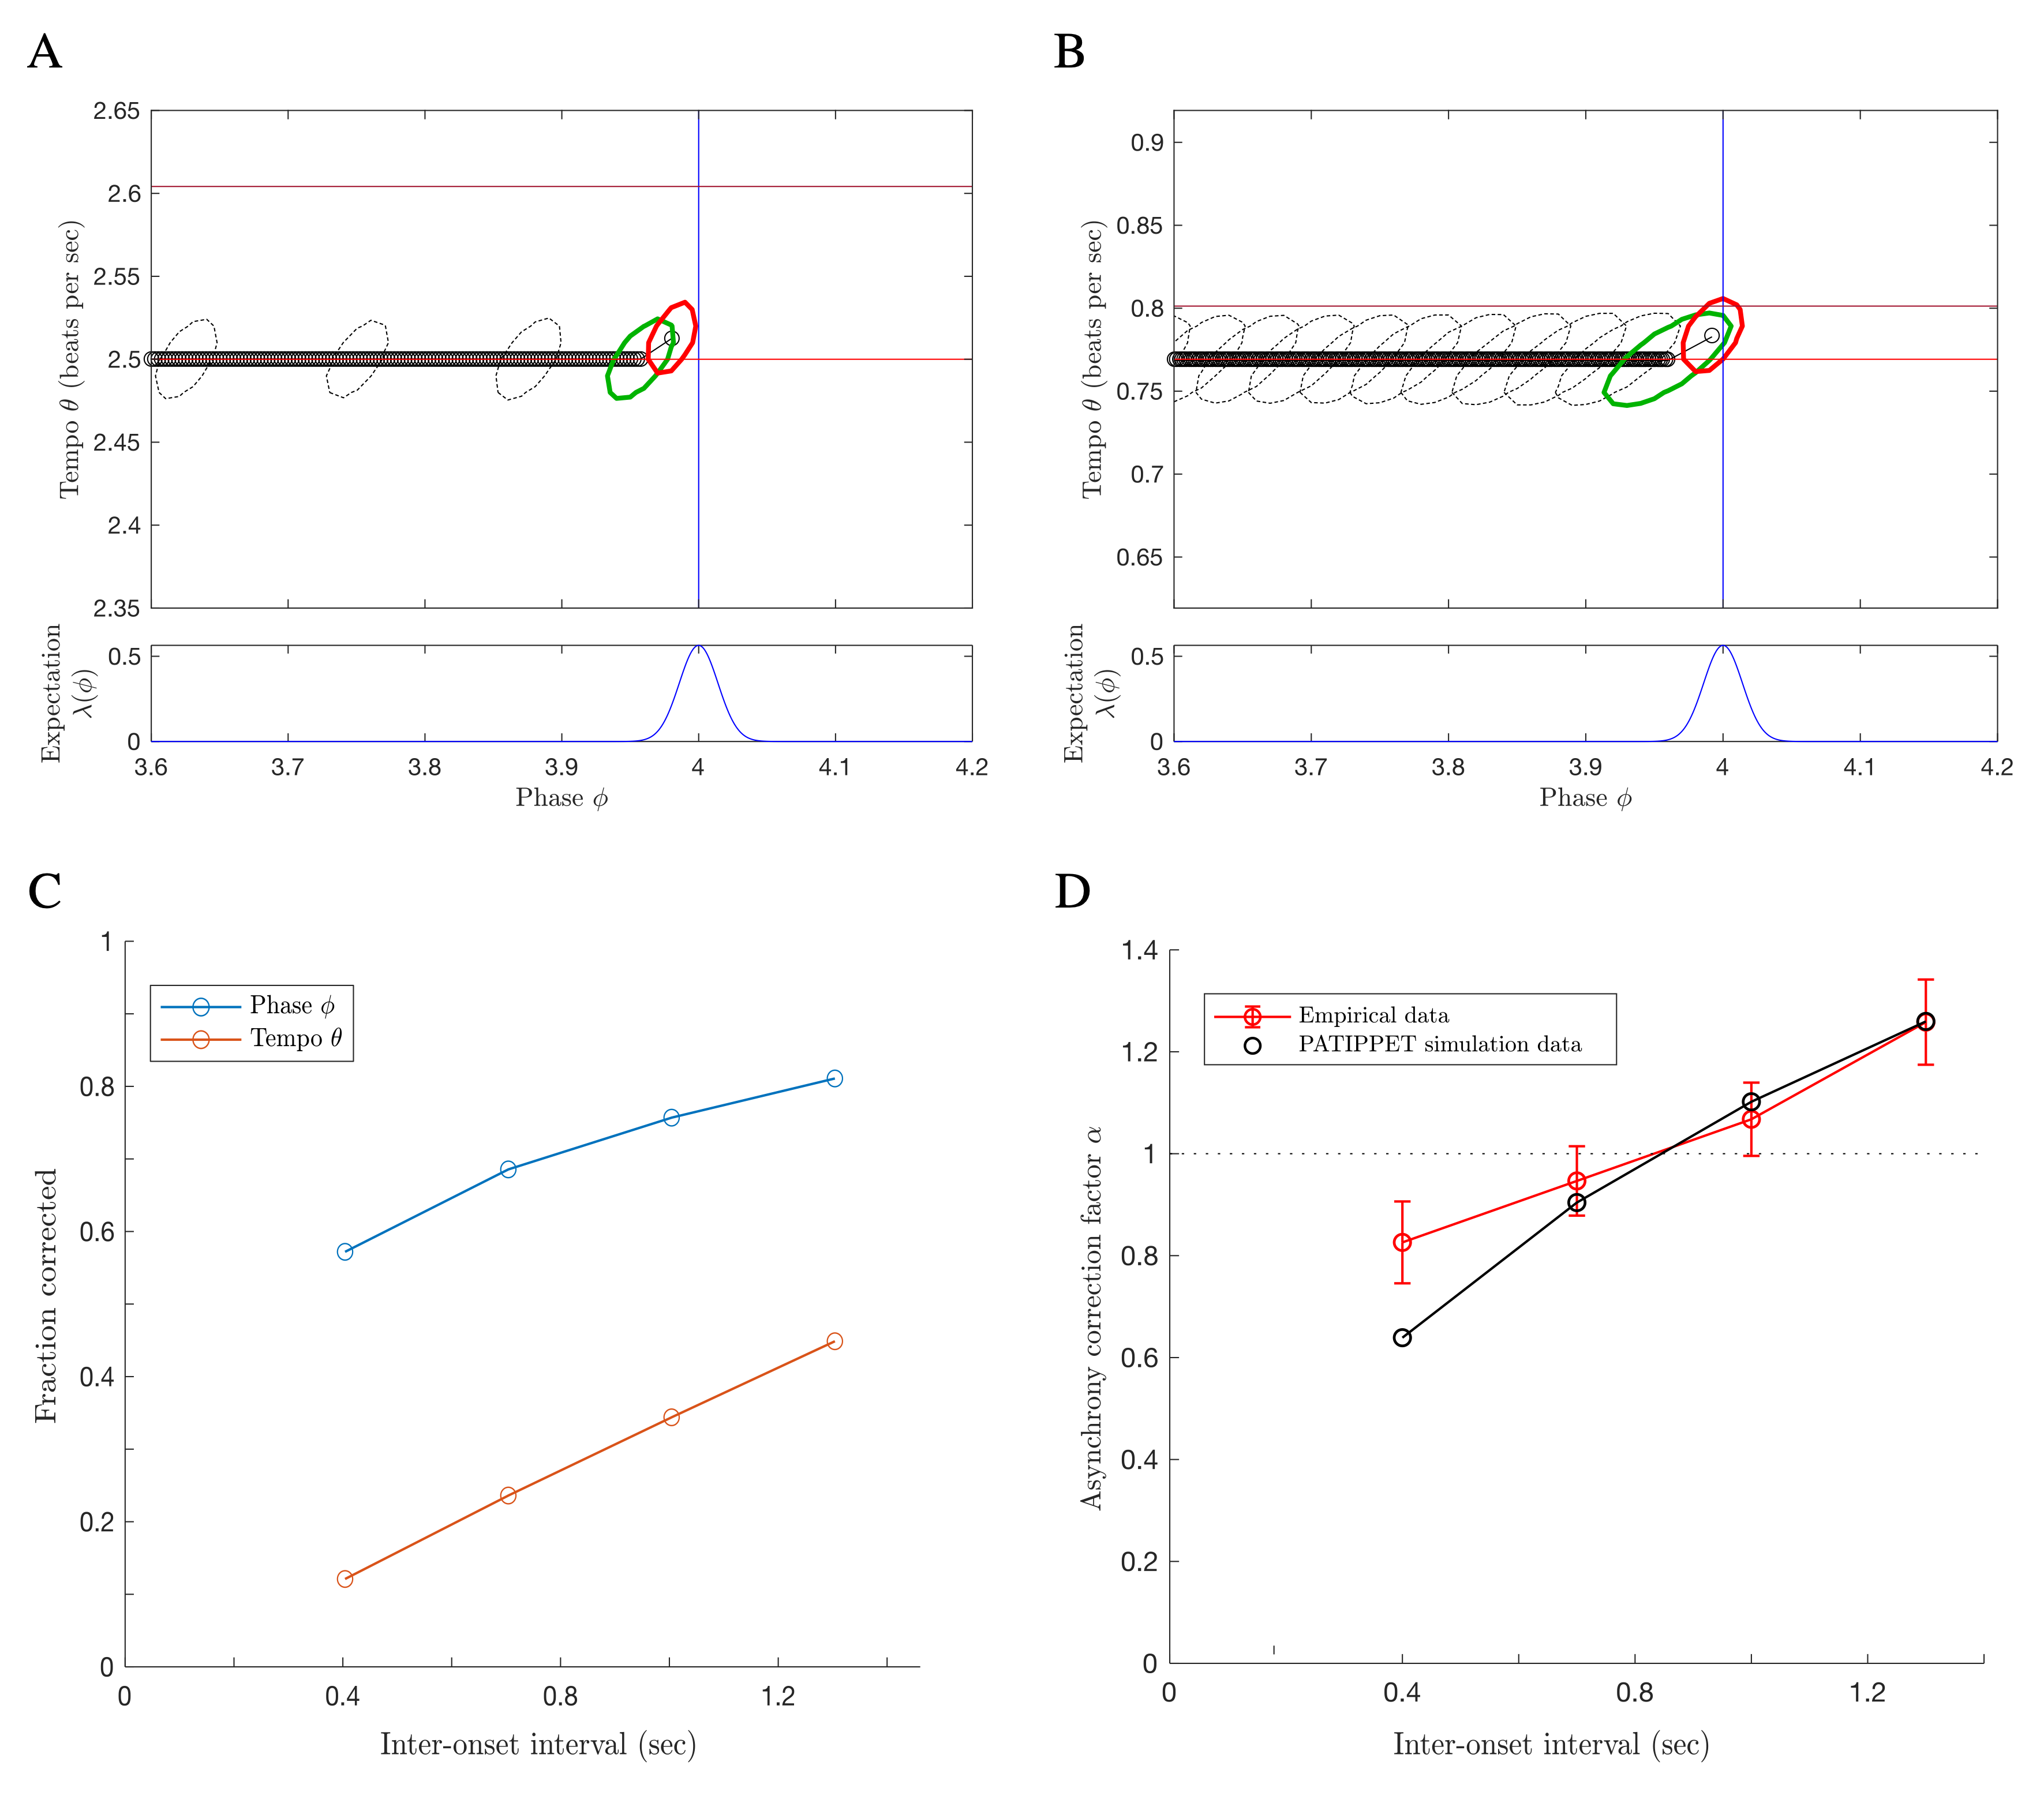 A
2.65
2.6
2.55
2.5
2.45
2.4
2.35
Tempo θ (beats per sec)
0.5
0
Expectation
λ(ϕ)
3.6 3.7 3.8 3.9 4 4.1 4.2
Phase ϕ
B
0.9
0.85
0.8
0.75
0.7
0.65
Tempo θ (beats per sec)
0.5
0
Expectation
λ(ϕ)
3.6 3.7 3.8 3.9 4 4.1 4.2
Phase ϕ
C
1
0.8
0.6
0.4
0.2
0
Fraction corrected
Phase ϕ
Tempo θ
0 0.4 0.8 1.2
Inter-onset interval (sec)
D
1.4
1.2
1
0.8
0.6
0.4
0.2
0
Asynchrony correction factor α
Empirical data
PATIPPET simulation data
0 0.4 0.8 1.2
Inter-onset interval (sec)